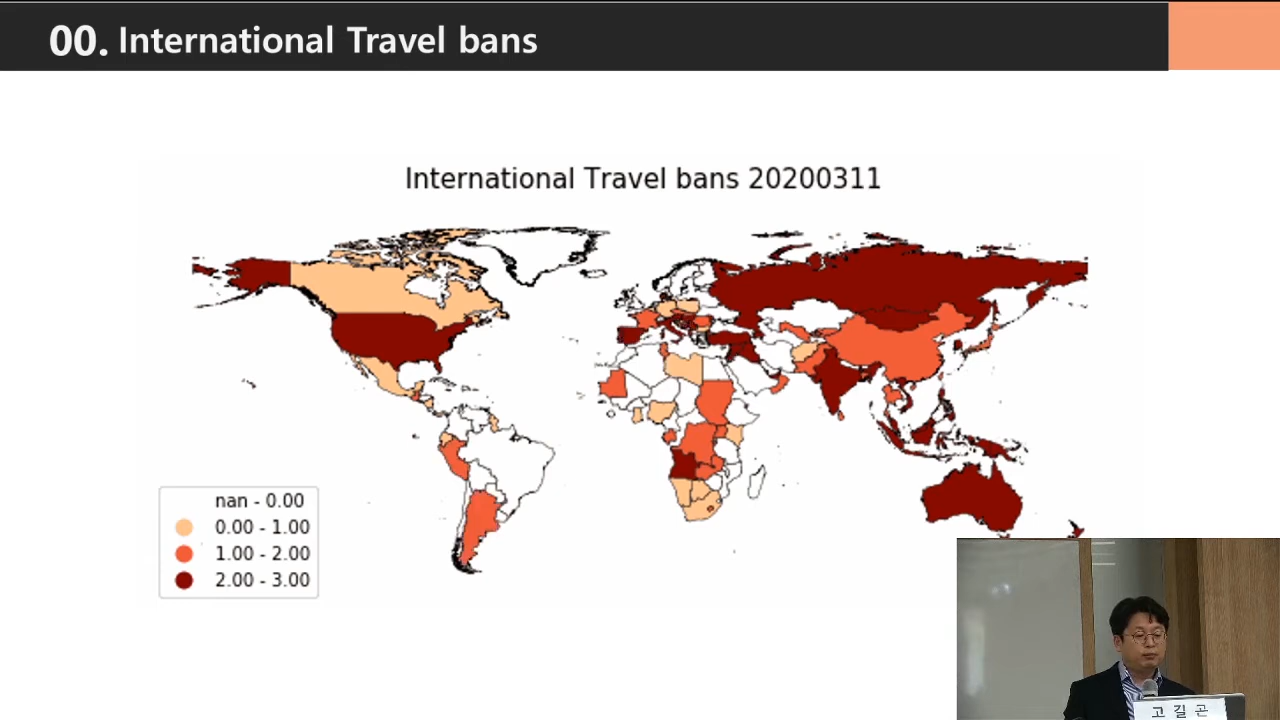 00. International Travel bans
International Travel bans 20200311
nan - 0.00
0.00 - 1.00
1.00 - 2.00
2.00 - 3.00
고 길 곤